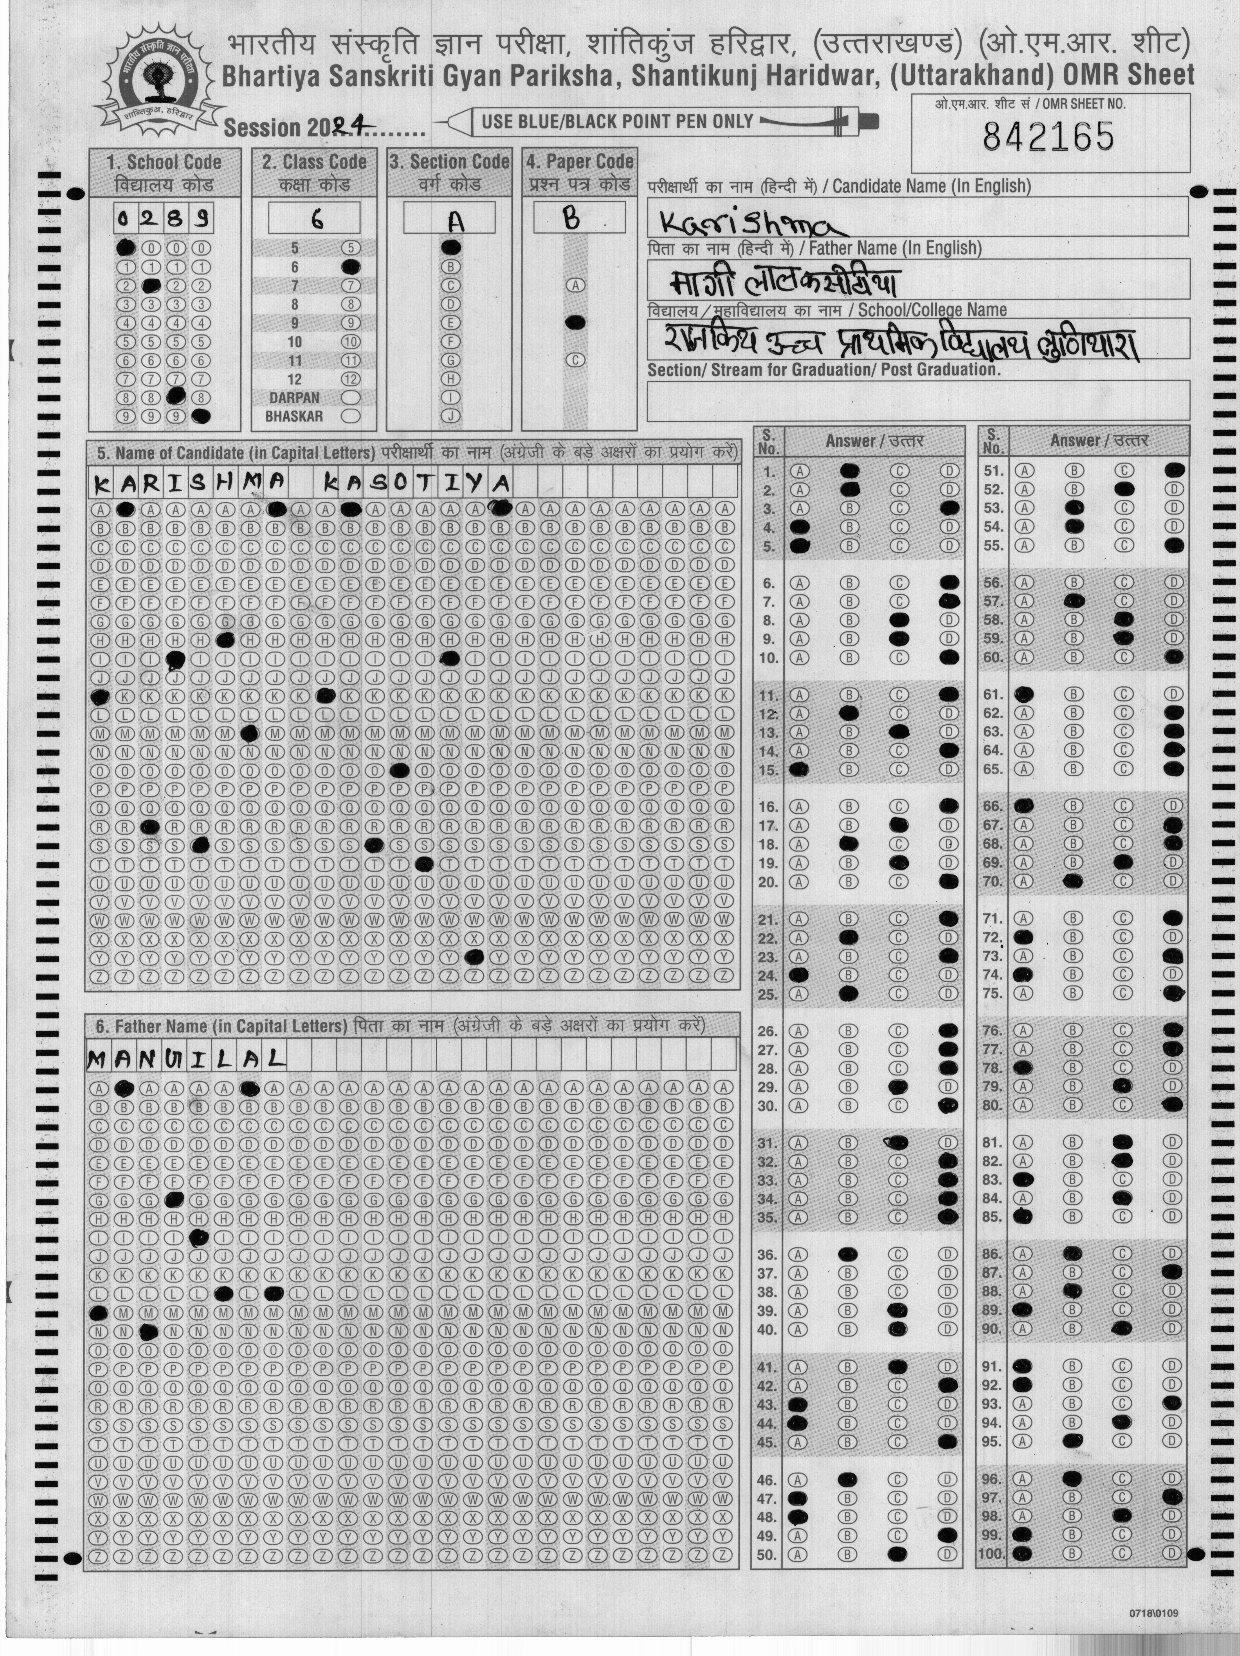 भारतीय संस्कृति ज्ञान परीक्षा, शांतिकुंज हरिद्वार, (उत्तराखण्ड) (ओ.एम.आर. शीट)
Bhartiya Sanskriti Gyan Pariksha, Shantikunj Haridwar, (Uttarakhand) OMR Sheet
Session 2024
USE BLUE/BLACK POINT PEN ONLY
ओ.एम.आर. शीट सं / OMR SHEET NO.
842165
1. School Code
विद्यालय कोड
0289
2. Class Code
कक्षा कोड
6
5
6
7
8
9
10
11
12
DARPAN
BHASKAR
3. Section Code
वर्ग कोड
A
4. Paper Code
प्रश्न पत्र कोड
B
परीक्षार्थी का नाम (हिन्दी में) / Candidate Name (In English)
Karishma
पिता का नाम (हिन्दी में) / Father Name (In English)
मागी लाल
विद्यालय/महाविद्यालय का नाम / School/College Name
उच्च प्राथमिक विद्यालय
Section/ Stream for Graduation/ Post Graduation.
5. Name of Candidate (in Capital Letters) परीक्षार्थी का नाम (अंग्रेजी के बड़े अक्षरों का प्रयोग करें)
KARISHMA KASOTIYA
6. Father Name (in Capital Letters) पिता का नाम (अंग्रेजी के बड़े अक्षरों का प्रयोग करें)
S. No. Answer / उत्तर
S. No. Answer / उत्तर
0718\0109